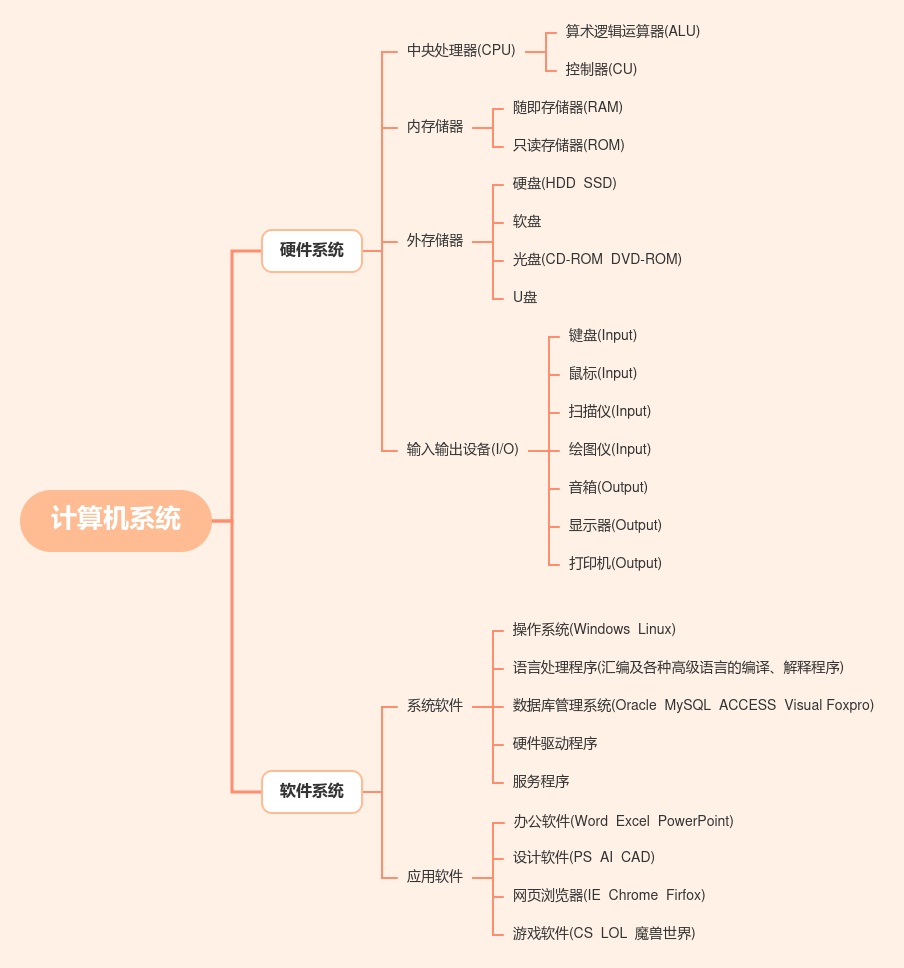 计算机系统
硬件系统
中央处理器(CPU)
算术逻辑运算器(ALU)
控制器(CU)
内存储器
随即存储器(RAM)
只读存储器(ROM)
外存储器
硬盘(HDD SSD)
软盘
光盘(CD-ROM DVD-ROM)
U盘
输入输出设备(I/O)
键盘(Input)
鼠标(Input)
扫描仪(Input)
绘图仪(Input)
音箱(Output)
显示器(Output)
打印机(Output)
软件系统
系统软件
操作系统(Windows Linux)
语言处理程序(汇编及各种高级语言的编译、解释程序)
数据库管理系统(Oracle MySQL ACCESS Visual Foxpro)
硬件驱动程序
服务程序
应用软件
办公软件(Word Excel PowerPoint)
设计软件(PS AI CAD)
网页浏览器(IE Chrome Firfox)
游戏软件(CS LOL 魔兽世界)